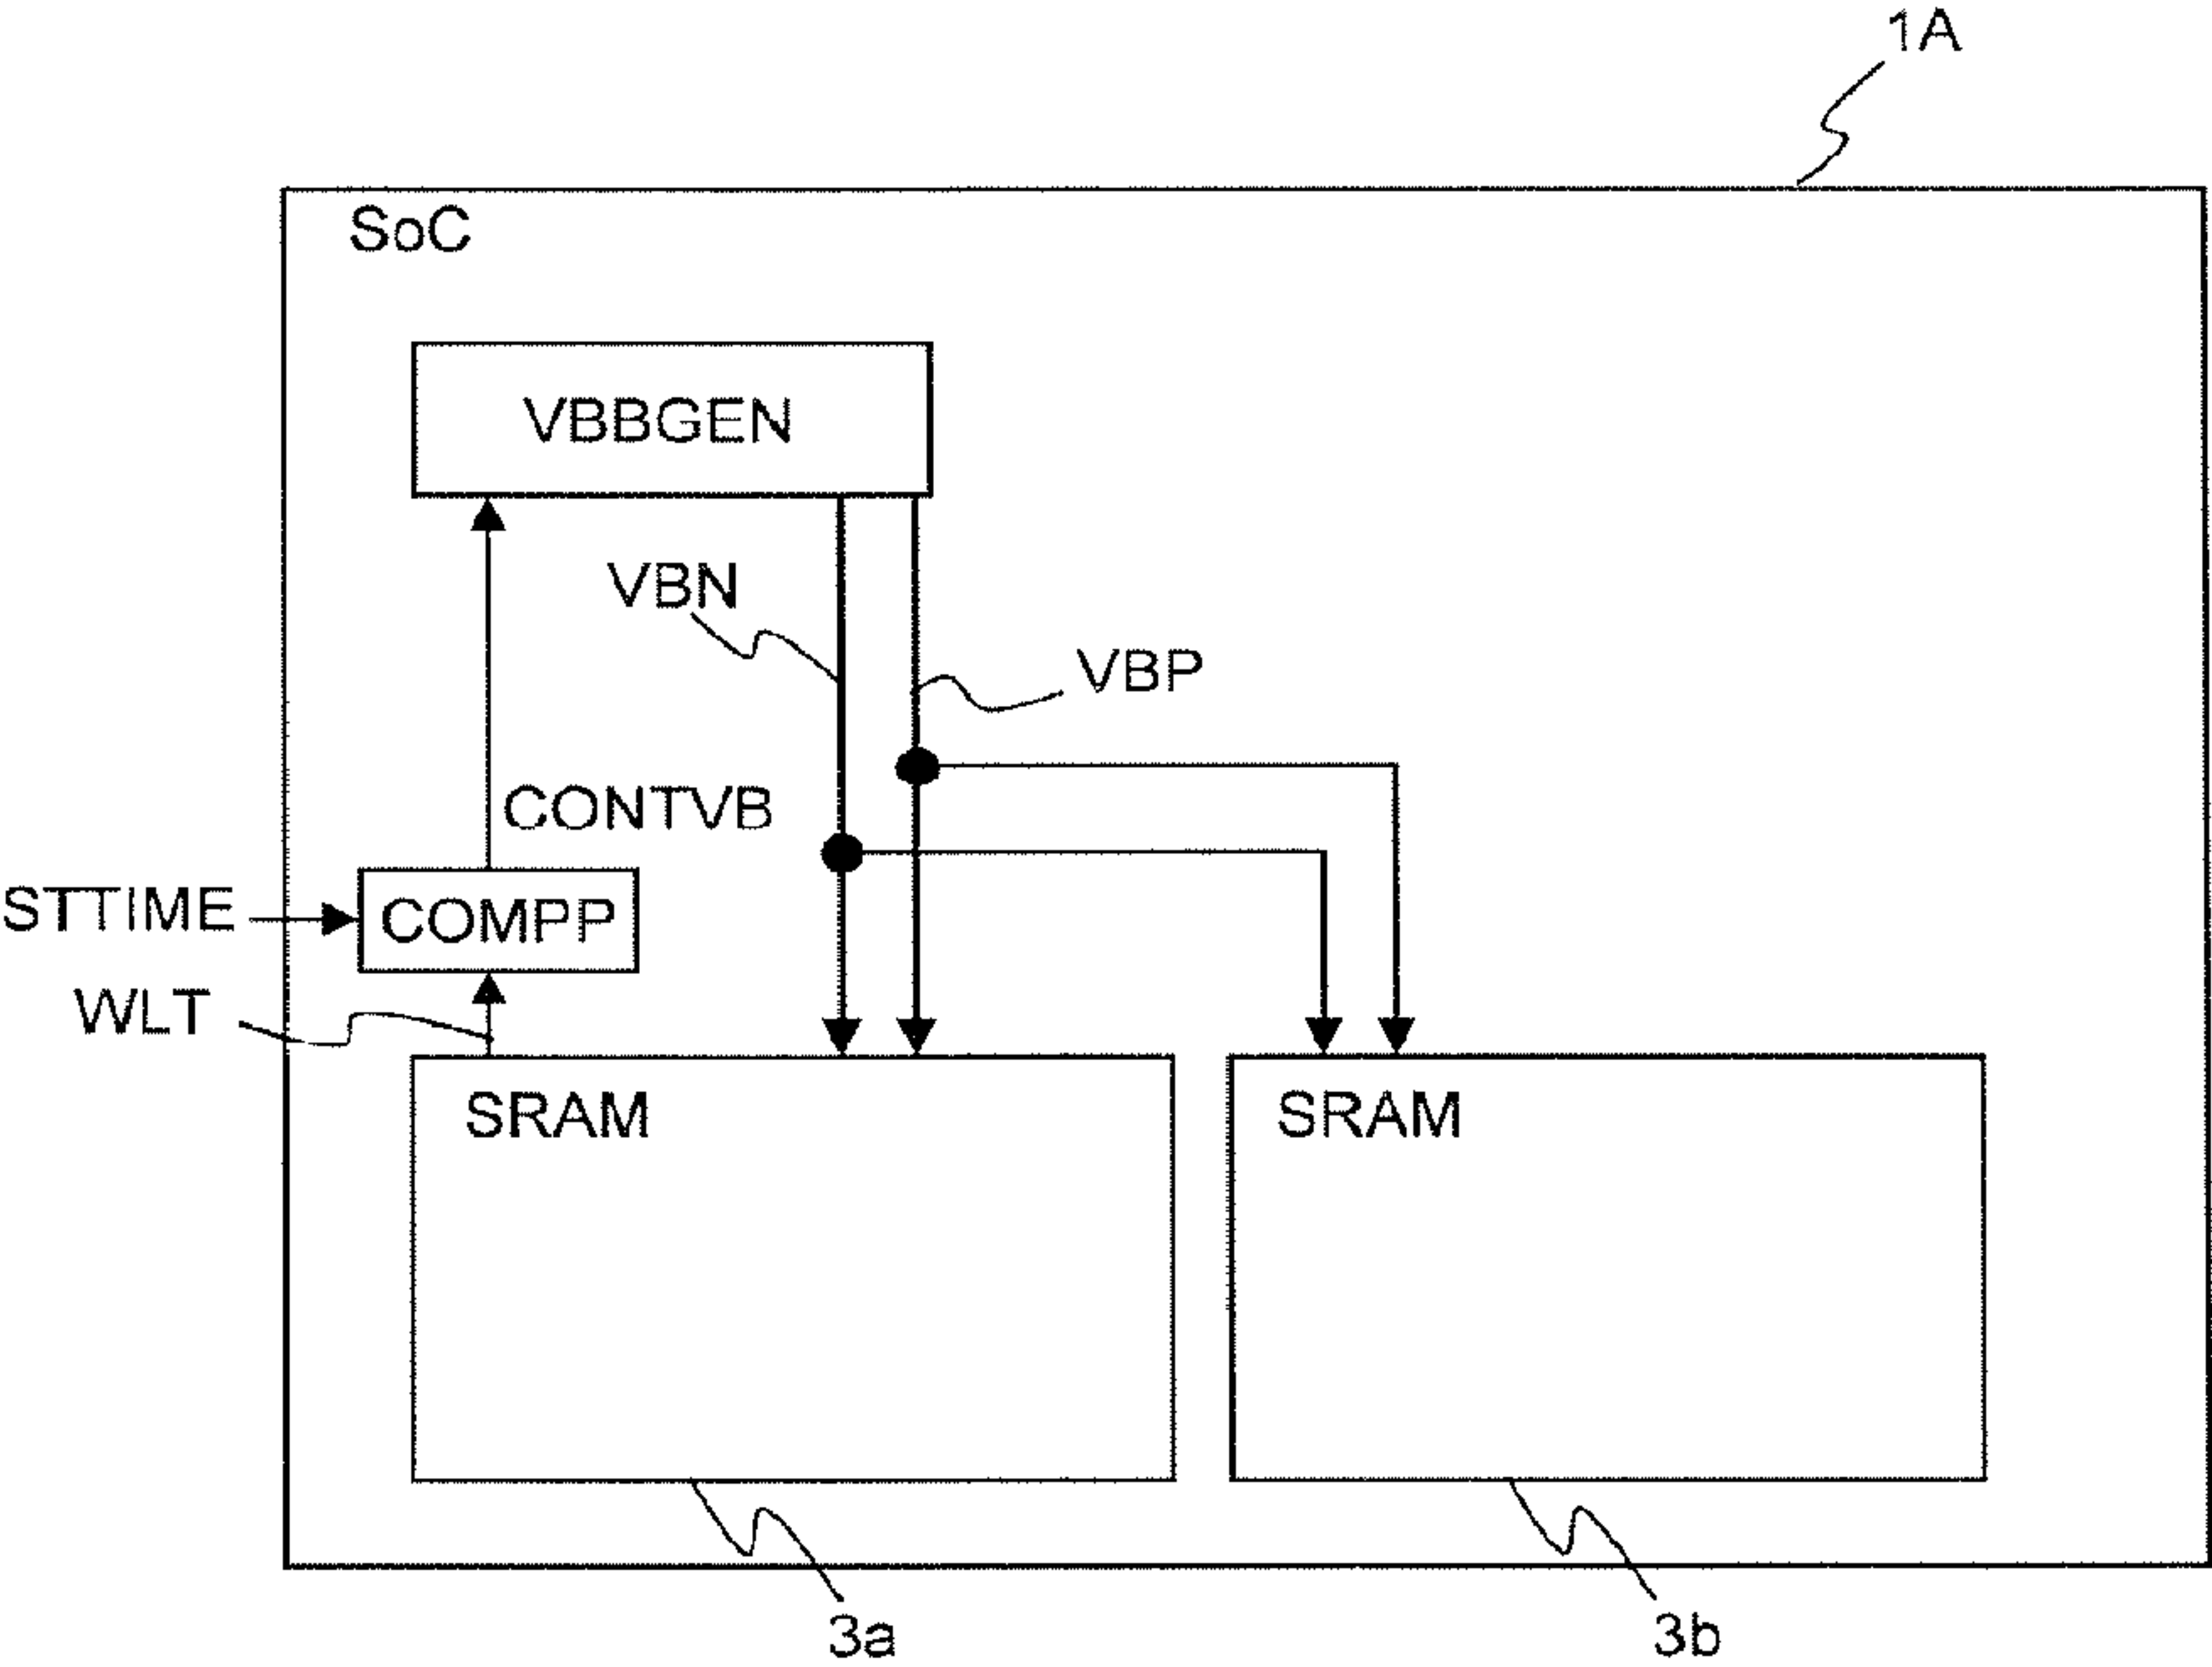 1A
SoC
VBBGEN
VBN
VBP
CONTVB
STTIME
COMPP
WLT
SRAM
SRAM
3a
3b